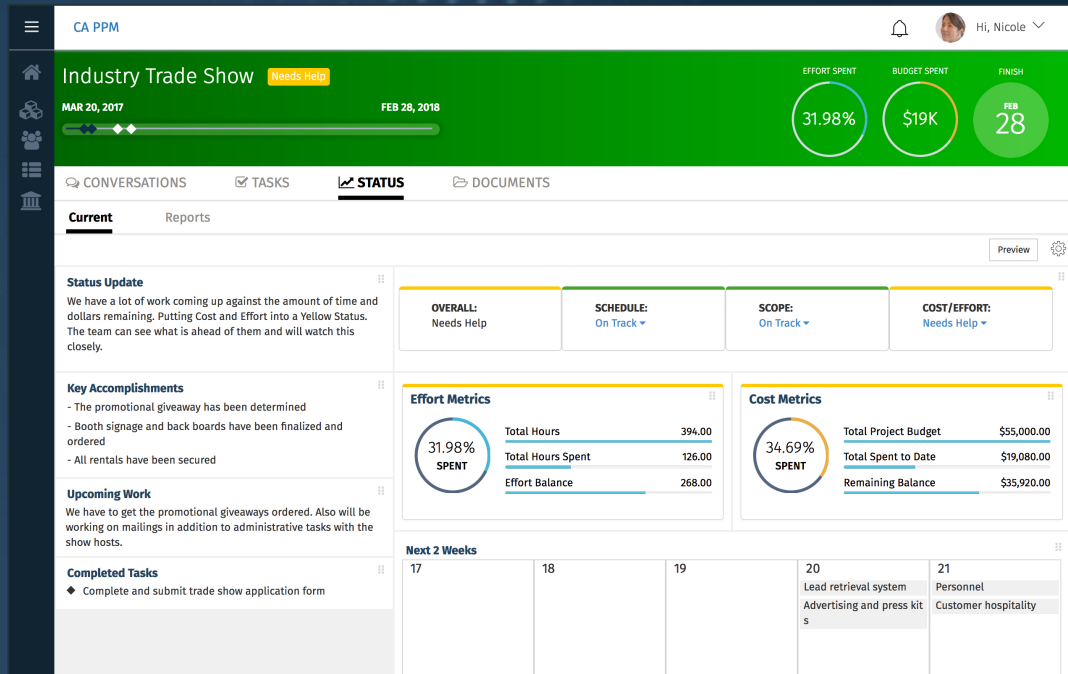 CA PPM
Hi, Nicole
Industry Trade Show
Needs Help
MAR 20, 2017
FEB 28, 2018
EFFORT SPENT
31.98%
BUDGET SPENT
$19K
FINISH
FEB
28
CONVERSATIONS
TASKS
STATUS
DOCUMENTS
Current
Reports
Preview
Status Update
We have a lot of work coming up against the amount of time and
dollars remaining. Putting Cost and Effort into a Yellow Status.
The team can see what is ahead of them and will watch this
closely.
OVERALL:
Needs Help
SCHEDULE:
On Track
SCOPE:
On Track
COST/EFFORT:
Needs Help
Key Accomplishments
- The promotional giveaway has been determined
- Booth signage and back boards have been finalized and
ordered
- All rentals have been secured
Upcoming Work
We have to get the promotional giveaways ordered. Also will be
working on mailings in addition to administrative tasks with the
show hosts.
Completed Tasks
Complete and submit trade show application form
Effort Metrics
31.98%
SPENT
Total Hours 394.00
Total Hours Spent 126.00
Effort Balance 268.00
Cost Metrics
34.69%
SPENT
Total Project Budget $55,000.00
Total Spent to Date $19,080.00
Remaining Balance $35,920.00
Next 2 Weeks
17
18
19
20
Lead retrieval system
Advertising and press kit
s
21
Personnel
Customer hospitality